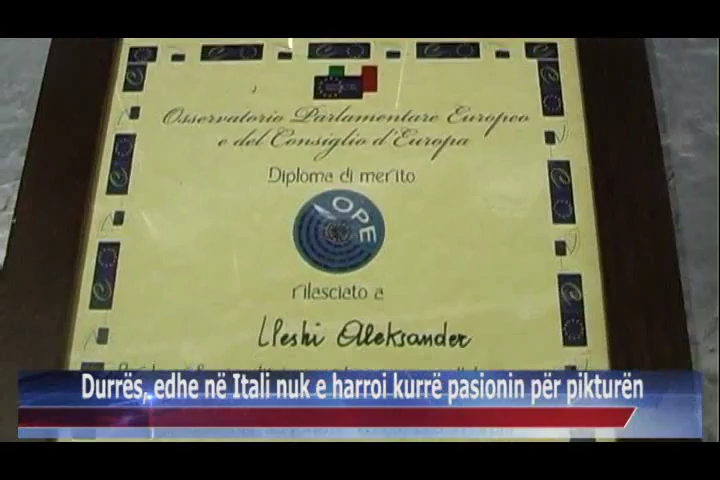 Osservatorio Parlamentare Europeo
e del Consiglio d'Europa
Diploma di merito
OPE
rilasciato a
Lleshi Aleksander
Durrës, edhe në Itali nuk e harroi kurrë pasionin për pikturën